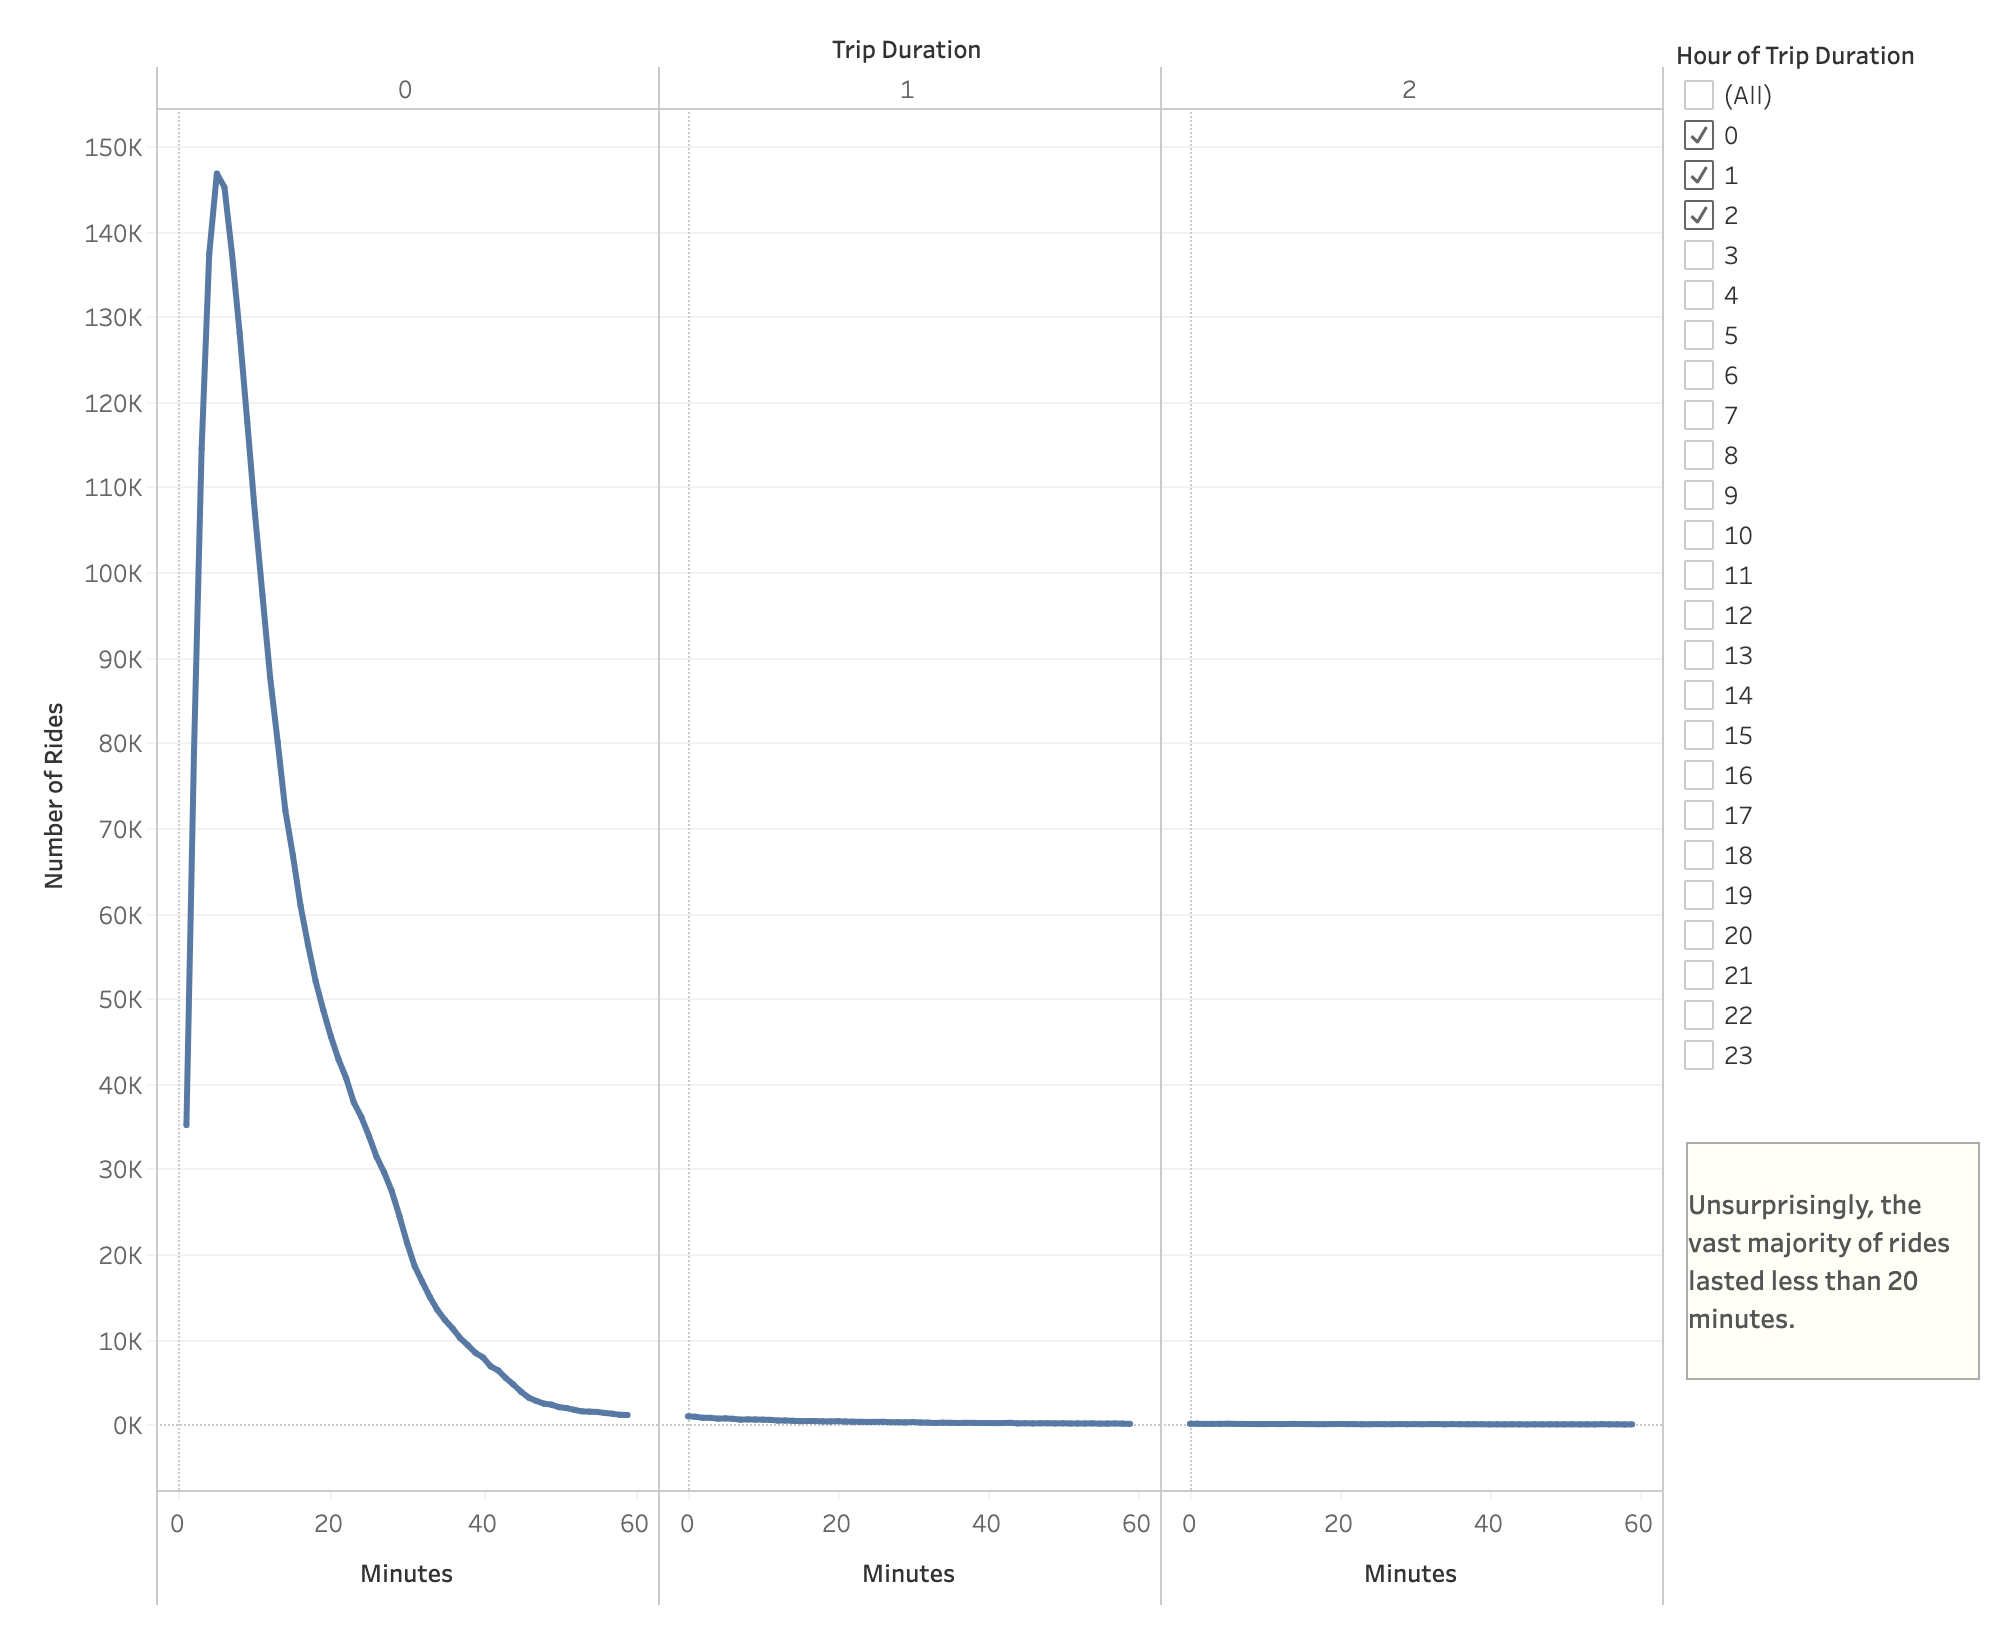 Trip Duration
0 1 2
150K
140K
130K
120K
110K
100K
90K
80K
70K
60K
50K
40K
30K
20K
10K
0K
Number of Rides
0 20 40 60 0 20 40 60 0 20 40 60
Minutes Minutes Minutes
Hour of Trip Duration
(All)
0
1
2
3
4
5
6
7
8
9
10
11
12
13
14
15
16
17
18
19
20
21
22
23
Unsurprisingly, the
vast majority of rides
lasted less than 20
minutes.